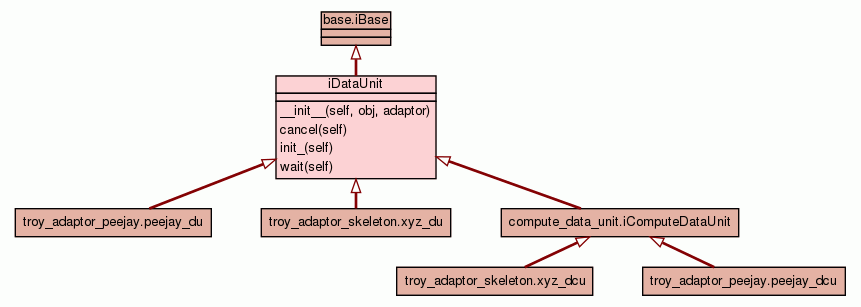 base.iBase
iDataUnit
__init__(self, obj, adaptor)
cancel(self)
init_(self)
wait(self)
troy_adaptor_peejay.peejay_du
troy_adaptor_skeleton.xyz_du
compute_data_unit.iComputeDataUnit
troy_adaptor_skeleton.xyz_dcu
troy_adaptor_peejay.peejay_dcu